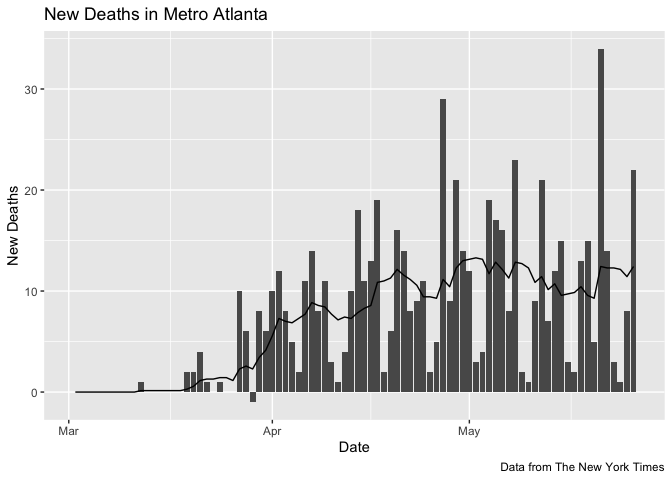 New Deaths in Metro Atlanta
New Deaths
30
20
10
0
Mar
Apr
May
Date
Data from The New York Times